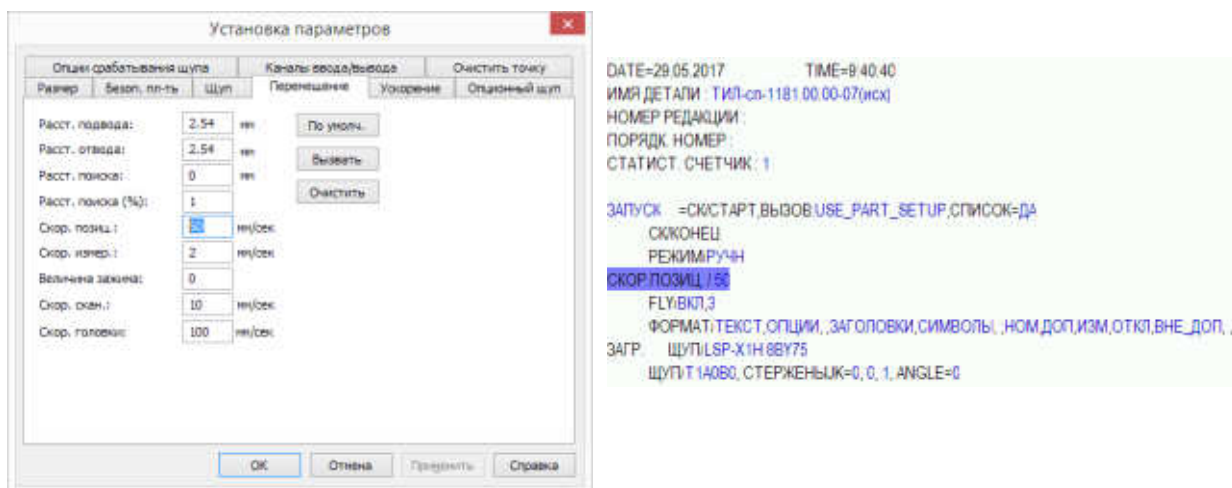 Установка параметров
Опции срабатывания щупа
Каналы ввода/вывода
Очистить точку
Размер
Безоп. пл-ть
Щуп
Перемещение
Ускорение
Опционный щуп
Расст. подвода: 2.54 мм
По умолч.
Расст. отвода: 2.54 мм
Вызвать
Расст. поиска: 0 мм
Очистить
Расст. поиска (%): 1
Скор. позиц.: 50 мм/сек
Скор. измер.: 2 мм/сек
Величина зажима: 0
Скор. скан.: 10 мм/сек
Скор. головки: 100 мм/сек
ОК
Отмена
Применить
Справка
DATE=29.05.2017 TIME=9:40:40
ИМЯ ДЕТАЛИ : ТИЛ-сп-1181.00.00-07(исх)
НОМЕР РЕДАКЦИИ :
ПОРЯДК. НОМЕР :
СТАТИСТ. СЧЕТЧИК : 1
ЗАПУСК =СК/СТАРТ,ВЫЗОВ:USE_PART_SETUP,СПИСОК=ДА
СК/КОНЕЦ
РЕЖИМ/РУЧН
СКОР.ПОЗИЦ. / 50
FLY/ВКЛ,3
ФОРМАТ/ТЕКСТ,ОПЦИИ, ,ЗАГОЛОВКИ,СИМВОЛЫ, ,НОМ,ДОП,ИЗМ,ОТКЛ,ВНЕ_ДОП, ,
ЗАГР. ЩУП/LSP-X1H-8BY75
ЩУП/T1A0B0, СТЕРЖЕНЬIJK=0, 0, 1, ANGLE=0